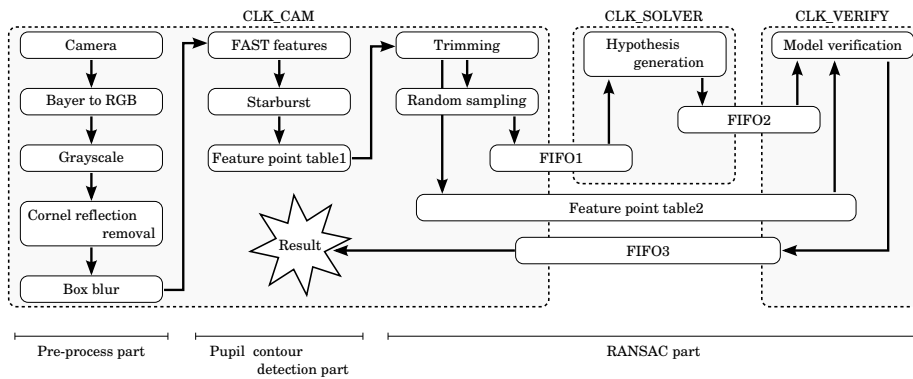 CLK_CAM
CLK_SOLVER
CLK_VERIFY
Camera
FAST features
Trimming
Hypothesis
generation
Model verification
Bayer to RGB
Starburst
Random sampling
FIFO2
Grayscale
Feature point table1
FIFO1
Cornel reflection
removal
Feature point table2
Result
FIFO3
Box blur
Pre-process part
Pupil contour
detection part
RANSAC part